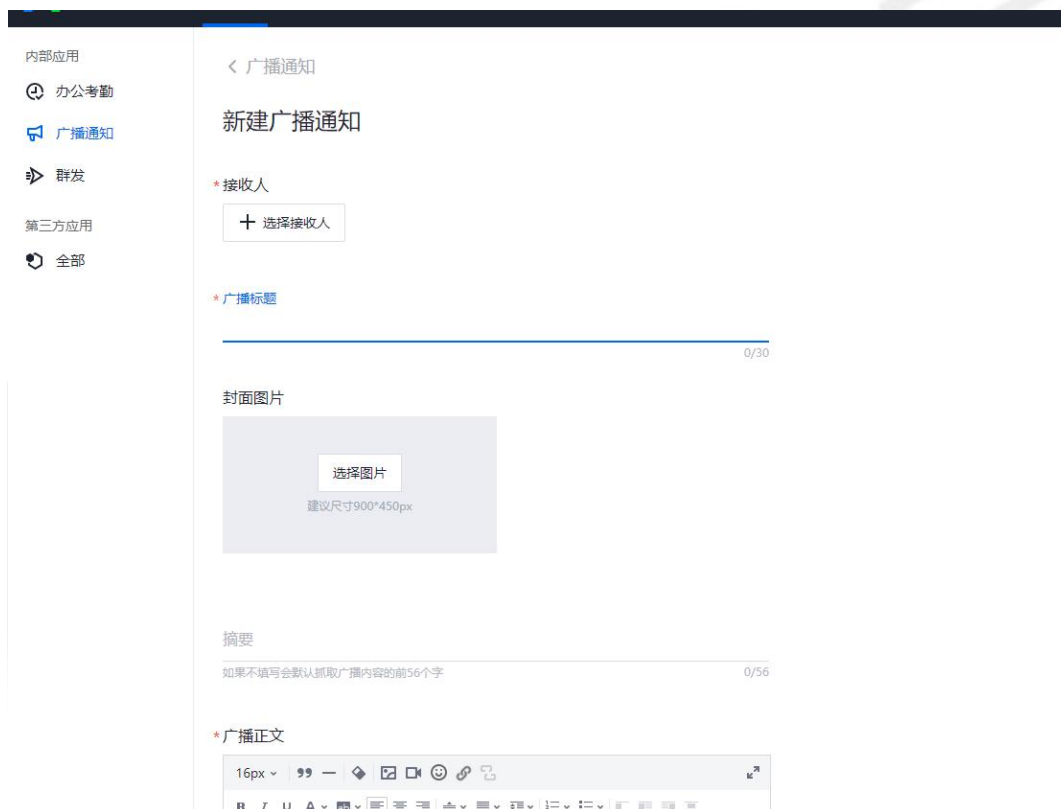 内部应用
办公考勤
广播通知
群发
第三方应用
全部
广播通知
新建广播通知
*接收人
选择接收人
*广播标题
0/30
封面图片
选择图片
建议尺寸900*450px
摘要
如果不填写会默认抓取广播内容的前56个字
0/56
*广播正文
16px
B I U A